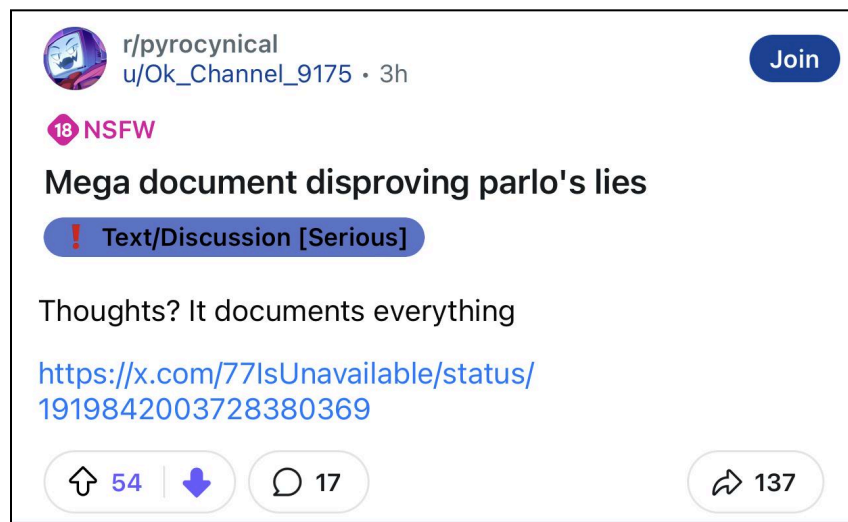 r/pyrocynical
u/Ok_Channel_9175 • 3h
Join
18 NSFW
Mega document disproving parlo's lies
❗ Text/Discussion [Serious]
Thoughts? It documents everything
https://x.com/77IsUnavailable/status/
1919842003728380369
54
17
137